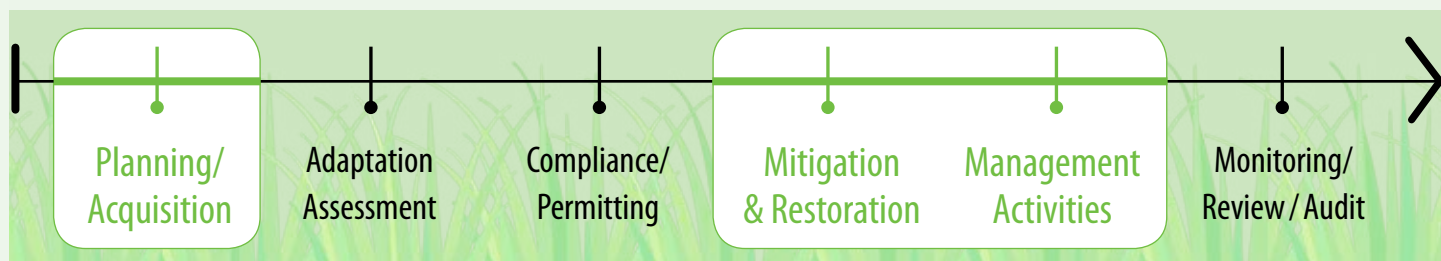 Planning/
Acquisition
Adaptation
Assessment
Compliance/
Permitting
Mitigation
& Restoration
Management
Activities
Monitoring/
Review / Audit